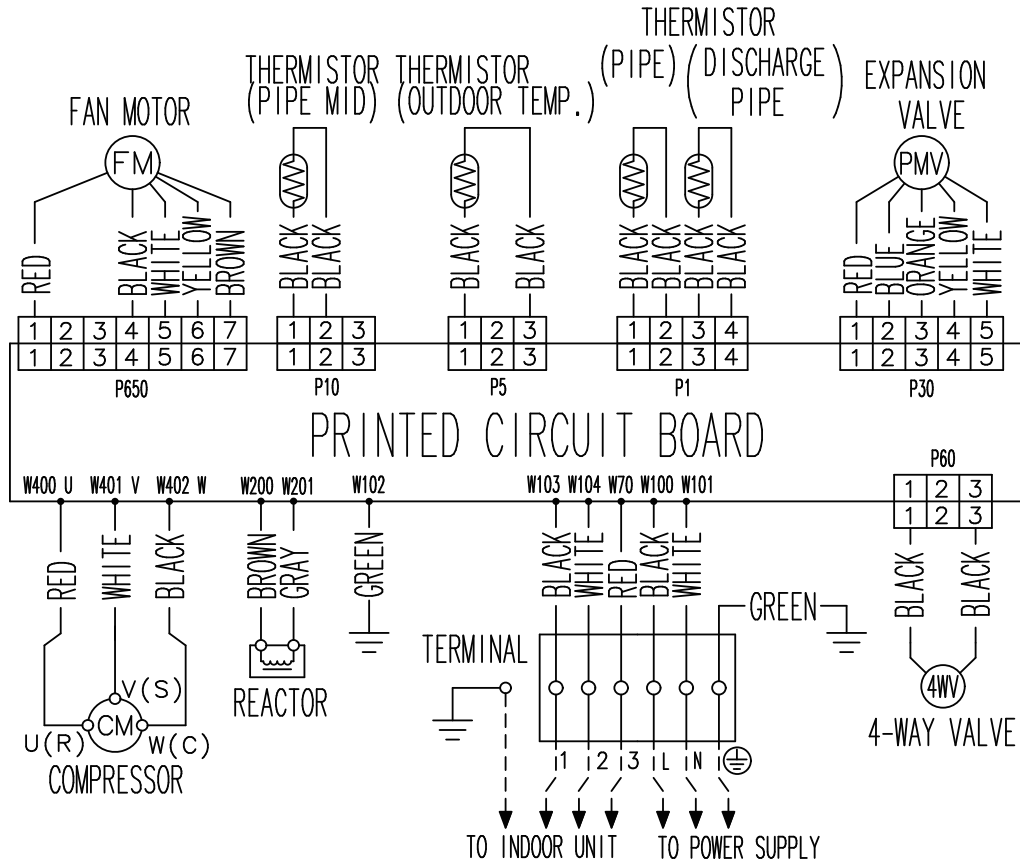 THERMISTOR
(PIPE) (DISCHARGE PIPE)
THERMISTOR (PIPE MID)
THERMISTOR (OUTDOOR TEMP.)
EXPANSION VALVE
FAN MOTOR
FM
PMV
RED BLACK WHITE YELLOW BROWN
BLACK BLACK
BLACK BLACK
BLACK BLACK BLACK BLACK
RED BLUE ORANGE YELLOW WHITE
1 2 3 4 5 6 7
1 2 3
1 2 3
1 2 3 4
1 2 3 4 5
1 2 3 4 5 6 7
1 2 3
1 2 3
1 2 3 4
1 2 3 4 5
P650
P10
P5
P1
P30
PRINTED CIRCUIT BOARD
W400 U W401 V W402 W W200 W201 W102 W103 W104 W70 W100 W101
P60
1 2 3
1 2 3
RED WHITE BLACK BROWN GRAY GREEN BLACK WHITE RED BLACK WHITE
BLACK BLACK
GREEN
TERMINAL
V(S)
CM
U(R)
W(C)
COMPRESSOR
REACTOR
4WV
4-WAY VALVE
1 2 3 L N
TO INDOOR UNIT
TO POWER SUPPLY